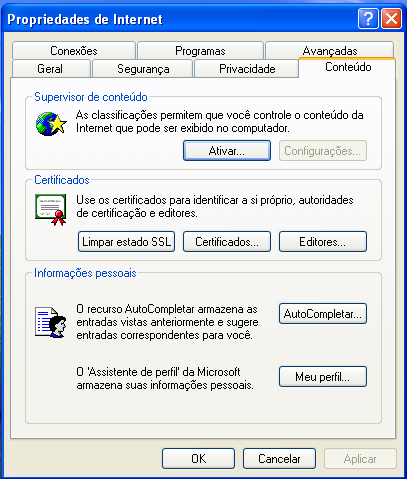 Propriedades de Internet
Conexões Programas Avançadas
Geral Segurança Privacidade Conteúdo
Supervisor de conteúdo
As classificações permitem que você controle o conteúdo da
Internet que pode ser exibido no computador.
Ativar... Configurações...
Certificados
Use os certificados para identificar a si próprio, autoridades
de certificação e editores.
Limpar estado SSL Certificados... Editores...
Informações pessoais
O recurso AutoCompletar armazena as
entradas vistas anteriormente e sugere
entradas correspondentes para você.
AutoCompletar...
O 'Assistente de perfil' da Microsoft
armazena suas informações pessoais.
Meu perfil...
OK Cancelar Aplicar